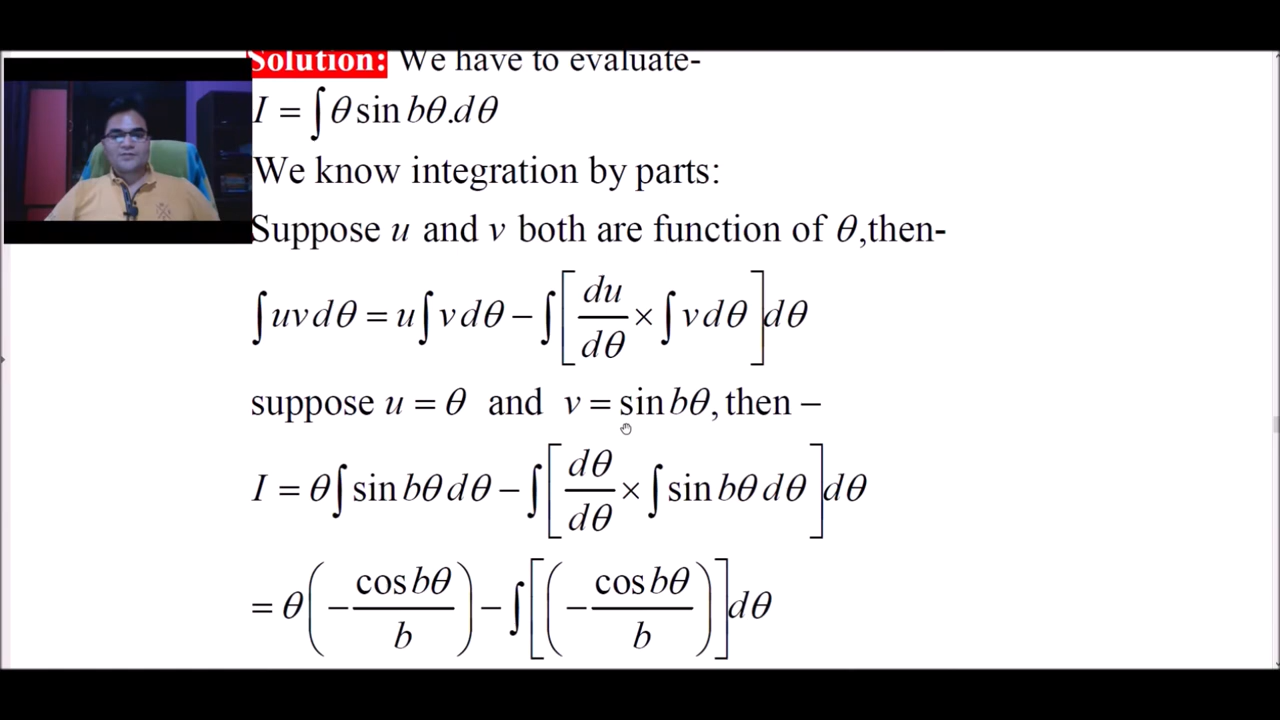 Solution: We have to evaluate-
I = ∫ θ sin bθ.dθ
We know integration by parts:
Suppose u and v both are function of θ,then-
∫ uv dθ = u ∫ v dθ − ∫ [ du/dθ × ∫ v dθ ] dθ
suppose u = θ and v = sin bθ, then −
I = θ ∫ sin bθ dθ − ∫ [ dθ/dθ × ∫ sin bθ dθ ] dθ
= θ ( − cos bθ / b ) − ∫ [ ( − cos bθ / b ) ] dθ